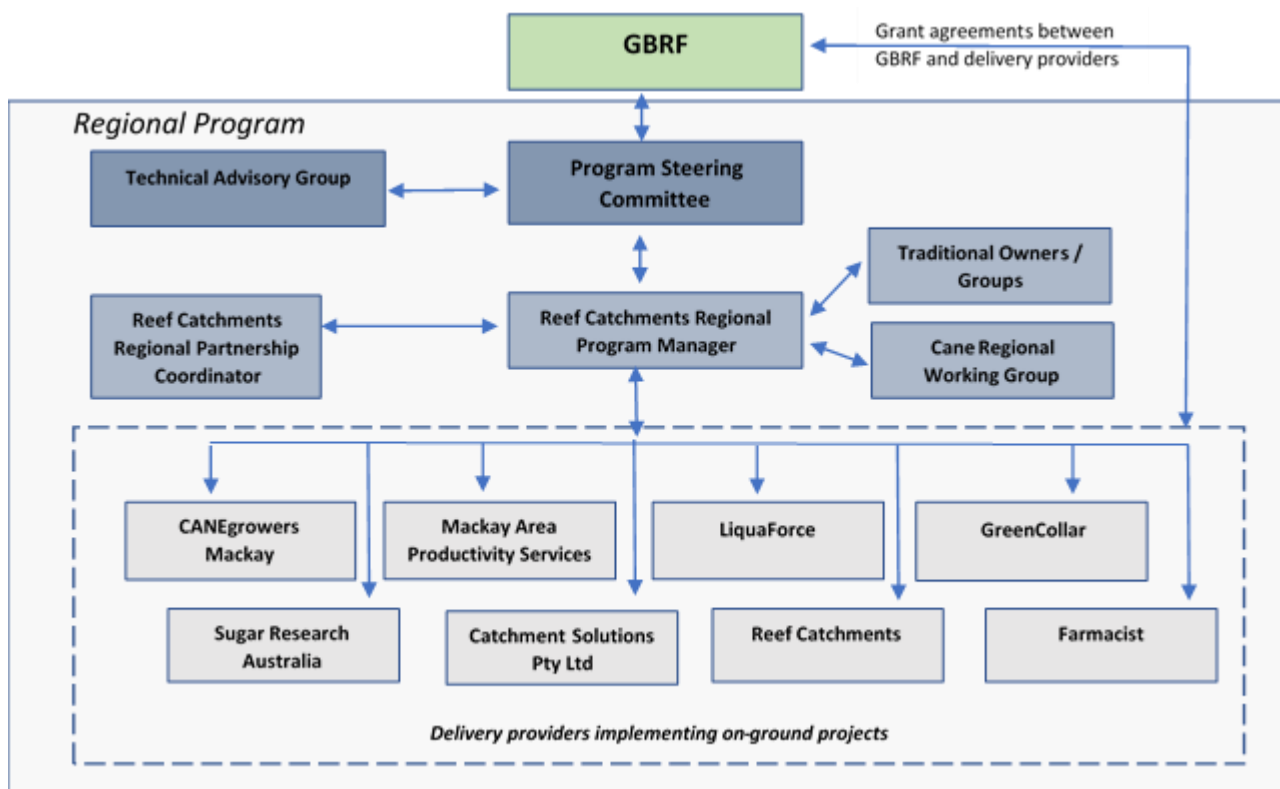 GBRF
Grant agreements between
GBRF and delivery providers
Regional Program
Technical Advisory Group
Program Steering
Committee
Traditional Owners /
Groups
Reef Catchments
Regional Partnership
Coordinator
Reef Catchments Regional
Program Manager
Cane Regional
Working Group
CANEgrowers
Mackay
Mackay Area
Productivity Services
LiquaForce
GreenCollar
Sugar Research
Australia
Catchment Solutions
Pty Ltd
Reef Catchments
Farmacist
Delivery providers implementing on-ground projects